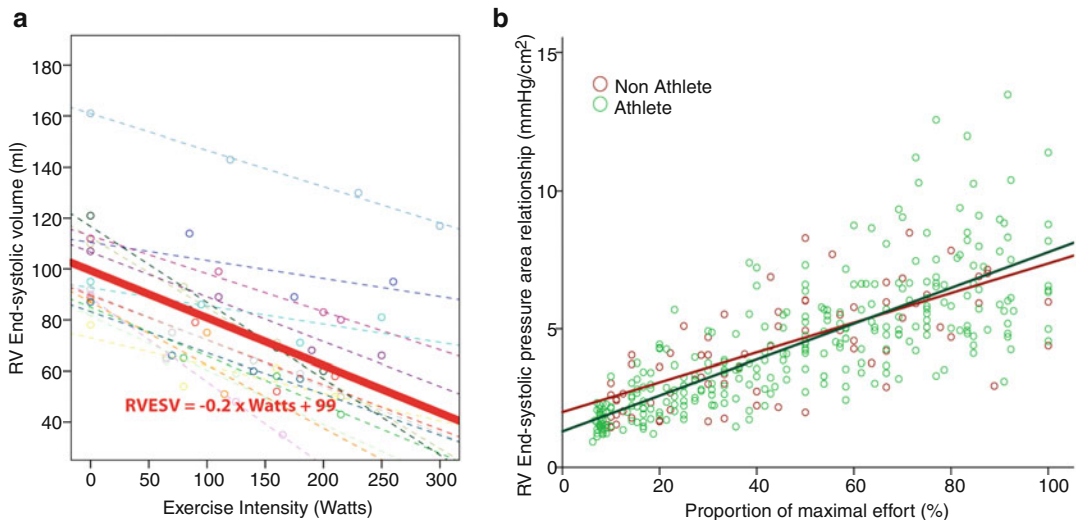 a
RV End-systolic volume (ml)
180
160
140
120
100
80
60
40
RVESV = -0.2 x Watts + 99
0 50 100 150 200 250 300
Exercise Intensity (Watts)
b
RV End-systolic pressure area relationship (mmHg/cm2)
15
10
5
0
Non Athlete
Athlete
0 20 40 60 80 100
Proportion of maximal effort (%)